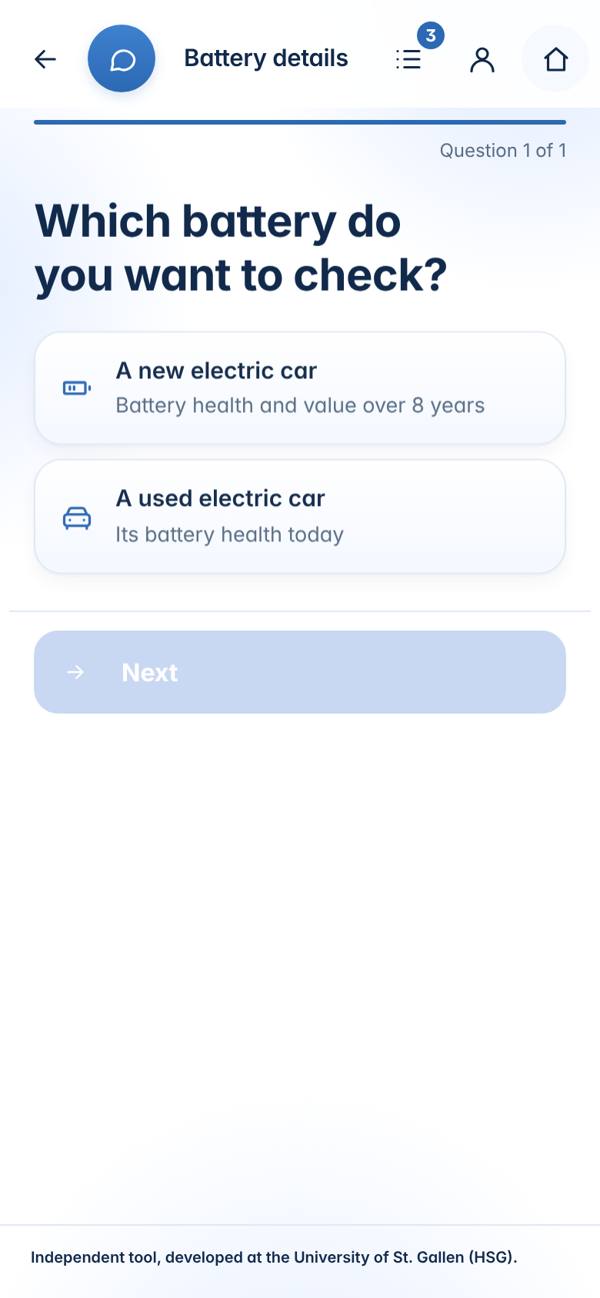 Battery details
3
Question 1 of 1
Which battery do
you want to check?
A new electric car
Battery health and value over 8 years
A used electric car
Its battery health today
Next
Independent tool, developed at the University of St. Gallen (HSG).